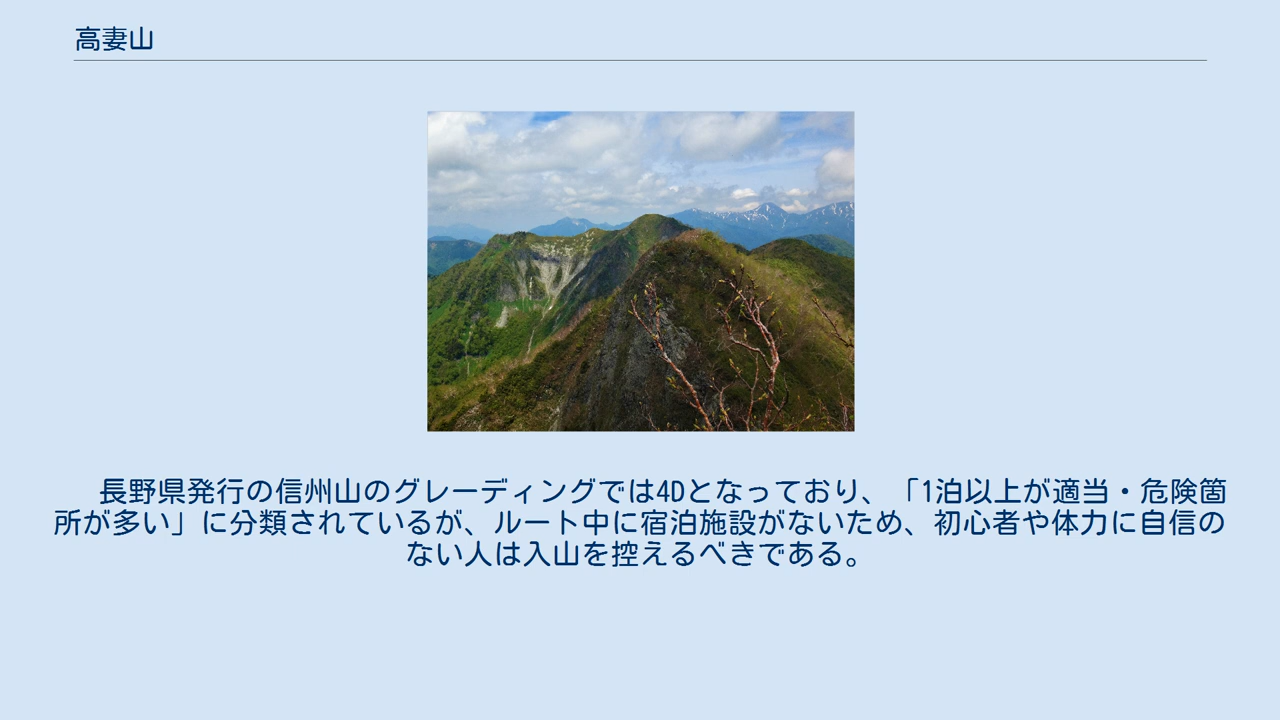 高妻山
長野県発行の信州山のグレーディングでは4Dとなっており、「1泊以上が適当・危険箇
所が多い」に分類されているが、ルート中に宿泊施設がないため、初心者や体力に自信の
ない人は入山を控えるべきである。